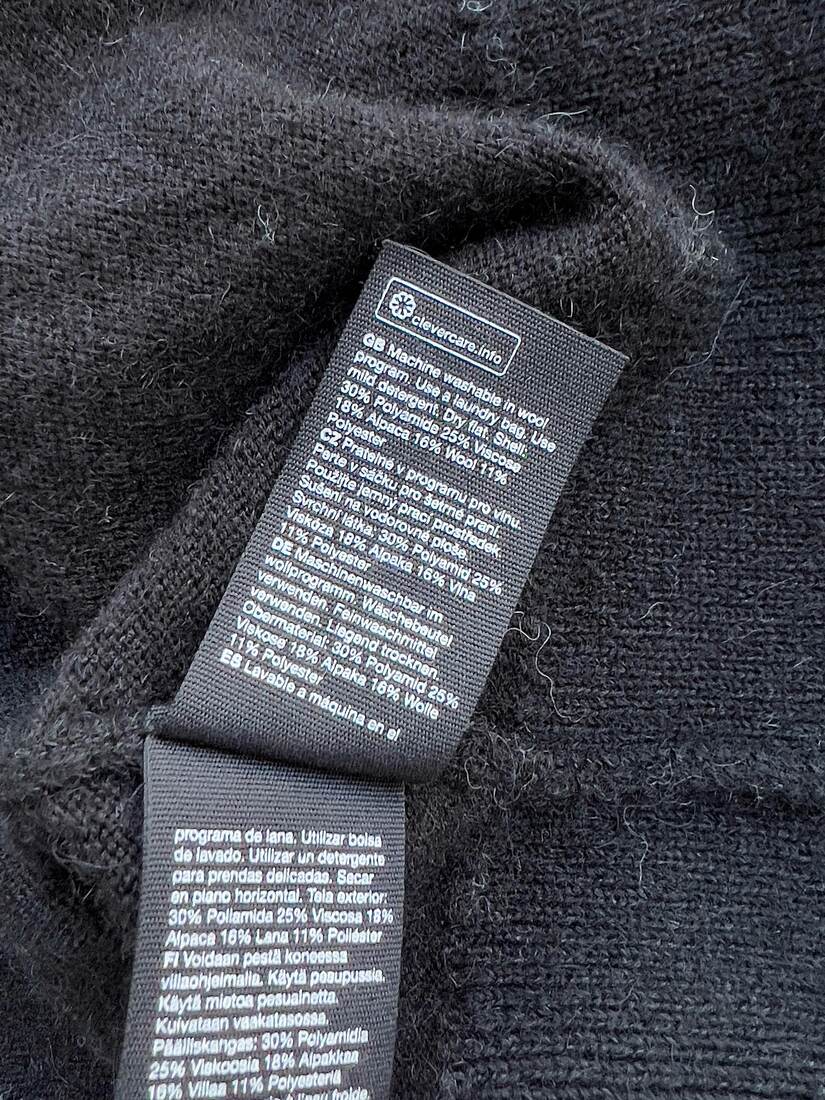 clevercare.info
GB Machine washable in wool
program. Use a laundry bag. Use
mild detergent. Dry flat. Shell:
30% Polyamide 25% Viscose
18% Alpaca 16% Wool 11%
Polyester
CZ Pratelné v programu pro vlnu.
Perte v sáčku pro šetrné praní.
Použijte jemný prací prostředek.
Sušení na vodorovné ploše.
Svrchní látka: 30% Polyamid 25%
Viskóza 18% Alpaka 16% Vlna
11% Polyester
DE Maschinenwaschbar im
wollprogramm. Wäschebeutel
verwenden. Feinwaschmittel
verwenden. Liegend trocknen.
Obermaterial: 30% Polyamid 25%
Viskose 18% Alpaka 16% Wolle
11% Polyester
ES Lavable a máquina en el
programa de lana. Utilizar bolsa
de lavado. Utilizar un detergente
para prendas delicadas. Secar
en plano horizontal. Tela exterior:
30% Poliamida 25% Viscosa 18%
Alpaca 16% Lana 11% Poliéster
FI Voidaan pestä koneessa
villaohjelmalla. Käytä pesupussia.
Käytä mietoa pesuainetta.
Kuivataan vaakatasossa.
Päälliskangas: 30% Polyamidia
25% Viskoosia 18% Alpakkaa
16% Villaa 11% Polyesteriä
froide.